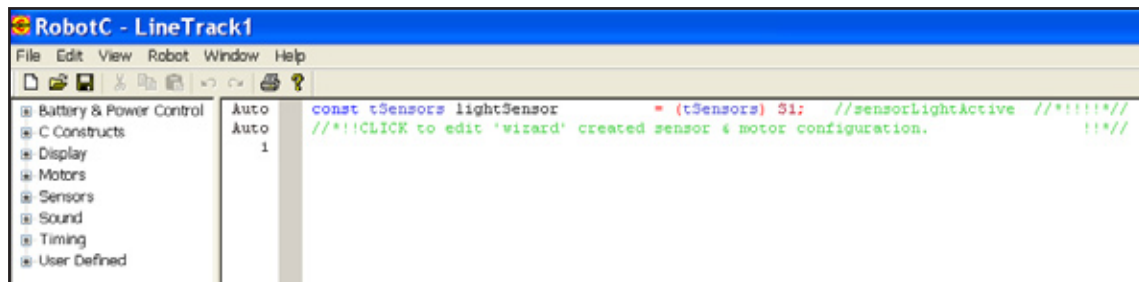 RobotC - LineTrack1
File Edit View Robot Window Help
Battery & Power Control
C Constructs
Display
Motors
Sensors
Sound
Timing
User Defined
Auto const tSensors lightSensor = (tSensors) S1; //sensorLightActive //*!!!!*//
Auto //*!!CLICK to edit 'wizard' created sensor & motor configuration. !!*//
1